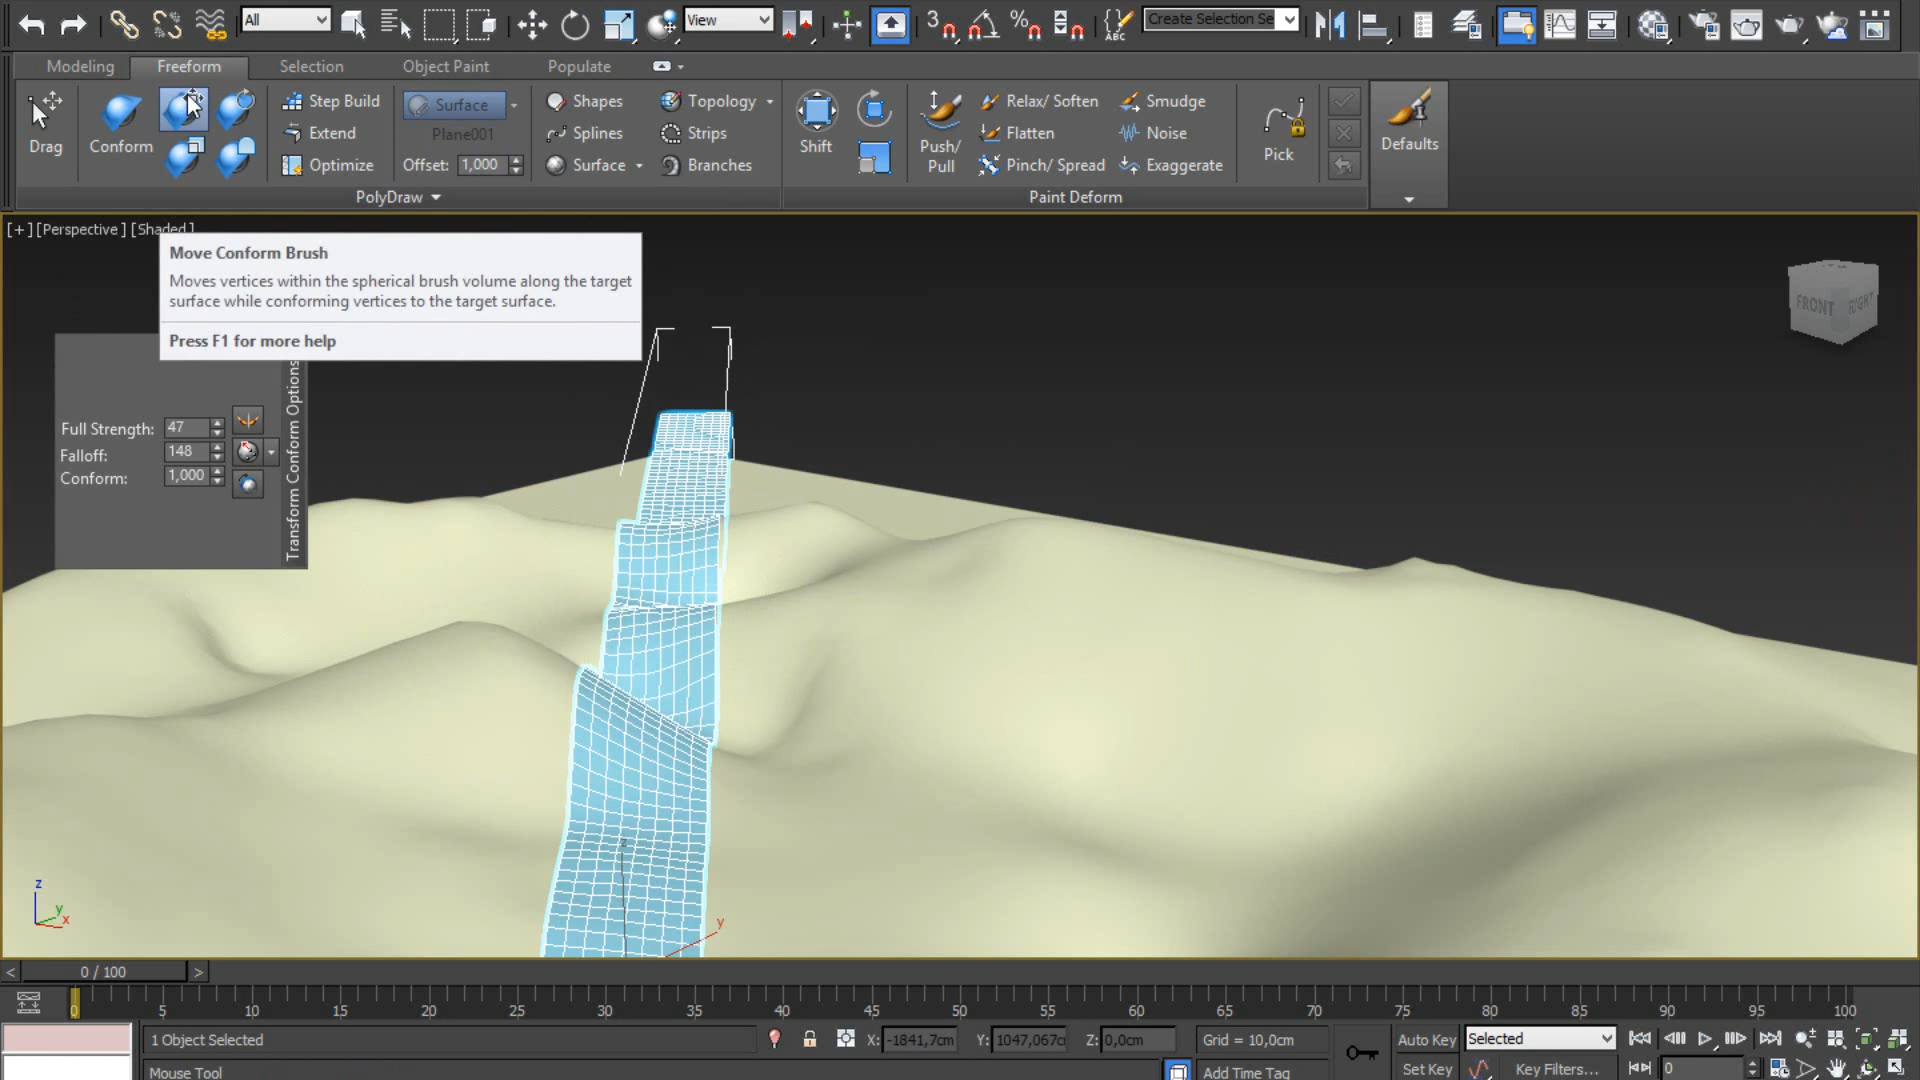 All
View
3
%
ABC
Create Selection Se
Modeling
Freeform
Selection
Object Paint
Populate
Drag
Conform
Step Build
Extend
Optimize
Surface
Plane001
Offset: 1,000
Shapes
Splines
Surface
Topology
Strips
Branches
Shift
Push/
Pull
Relax/ Soften
Flatten
Pinch/ Spread
Smudge
Noise
Exaggerate
Pick
Defaults
PolyDraw
Paint Deform
[+] [Perspective ] [Shaded ]
Move Conform Brush
Moves vertices within the spherical brush volume along the target
surface while conforming vertices to the target surface.
Press F1 for more help
Full Strength: 47
Falloff: 148
Conform: 1,000
Transform Conform Options
FRONT
RIGHT
z
y
x
z
y
< 0 / 100 >
0 5 10 15 20 25 30 35 40 45 50 55 60 65 70 75 80 85 90 95 100
1 Object Selected
X: -1841,7cm
Y: 1047,067c
Z: 0,0cm
Grid = 10,0cm
Auto Key
Selected
Mouse Tool
Add Time Tag
Set Key
Key Filters...
0